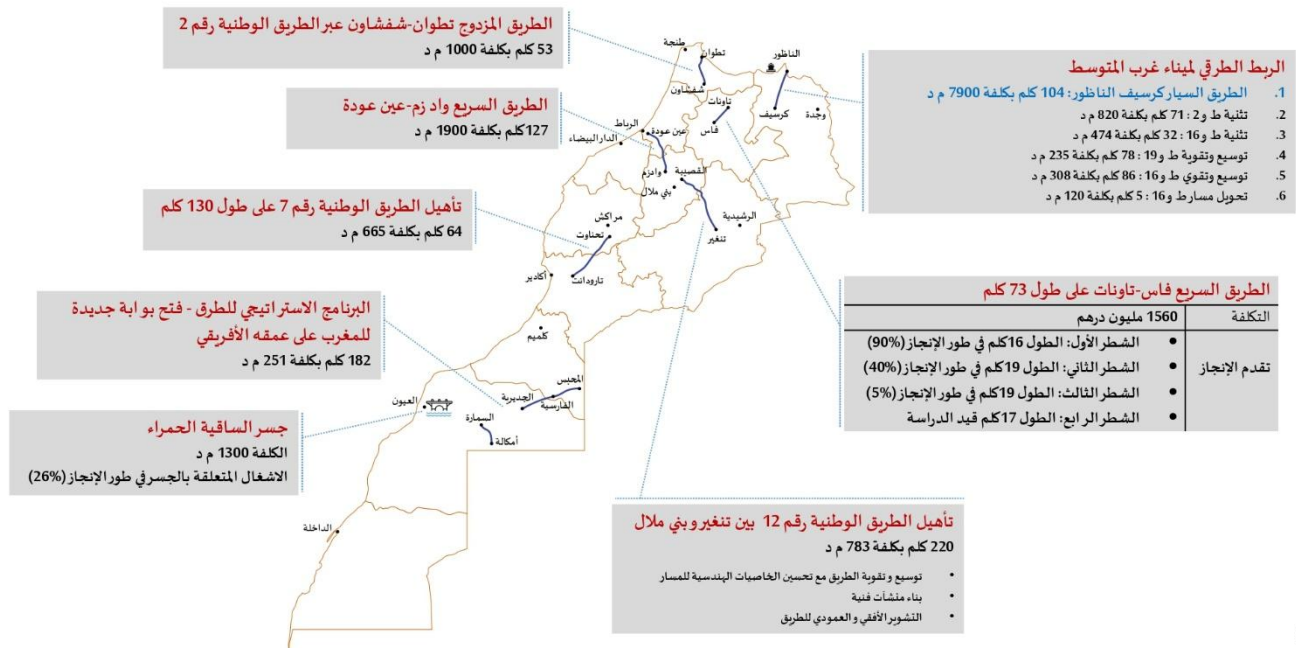 الطريق المزدوج تطوان-شفشاون عبر الطريق الوطنية رقم 2
53 كلم بكلفة 1000 م د
الطريق السريع واد زم-عين عودة
127 كلم بكلفة 1900 م د
تأهيل الطريق الوطنية رقم 7 على طول 130 كلم
64 كلم بكلفة 665 م د
البرنامج الاستراتيجي للطرق - فتح بوابة جديدة
للمغرب على عمقه الأفريقي
182 كلم بكلفة 251 م د
جسر الساقية الحمراء
الكلفة 1300 م د
الاشغال المتعلقة بالجسر في طور الإنجاز (26%)
الربط الطرقي لميناء غرب المتوسط
1. الطريق السيار كرسيف الناظور: 104 كلم بكلفة 7900 م د
2. تثنية ط و2 : 71 كلم بكلفة 820 م د
3. تثنية ط و16 : 32 كلم بكلفة 474 م د
4. توسيع وتقوية ط و19 : 78 كلم بكلفة 235 م د
5. توسيع وتقوي ط و16 : 86 كلم بكلفة 308 م د
6. تحويل مسار ط و16 : 5 كلم بكلفة 120 م د
الطريق السريع فاس-تاونات على طول 73 كلم
التكلفة
1560 مليون درهم
تقدم الإنجاز
• الشطر الأول: الطول 16كلم في طور الإنجاز (90%)
• الشطر الثاني: الطول 19كلم في طور الإنجاز (40%)
• الشطر الثالث: الطول 19كلم في طور الإنجاز (5%)
• الشطر الرابع: الطول 17كلم قيد الدراسة
تأهيل الطريق الوطنية رقم 12 بين تنغير وبني ملال
220 كلم بكلفة 783 م د
• توسيع و تقوية الطريق مع تحسين الخاصيات الهندسية للمسار
• بناء منشآت فنية
• التشوير الأفقي و العمودي للطريق
طنجة
تطوان
الناظور
شفشاون
تاونات
كرسيف
وجدة
فاس
الرباط
عين عودة
الدار البيضاء
وادزم
القصيبة
بني ملال
الرشيدية
تنغير
مراكش
تحناوت
أكادير
تارودانت
كلميم
المحبس
الجديرية
الفارسية
العيون
السمارة
أمكالة
الداخلة